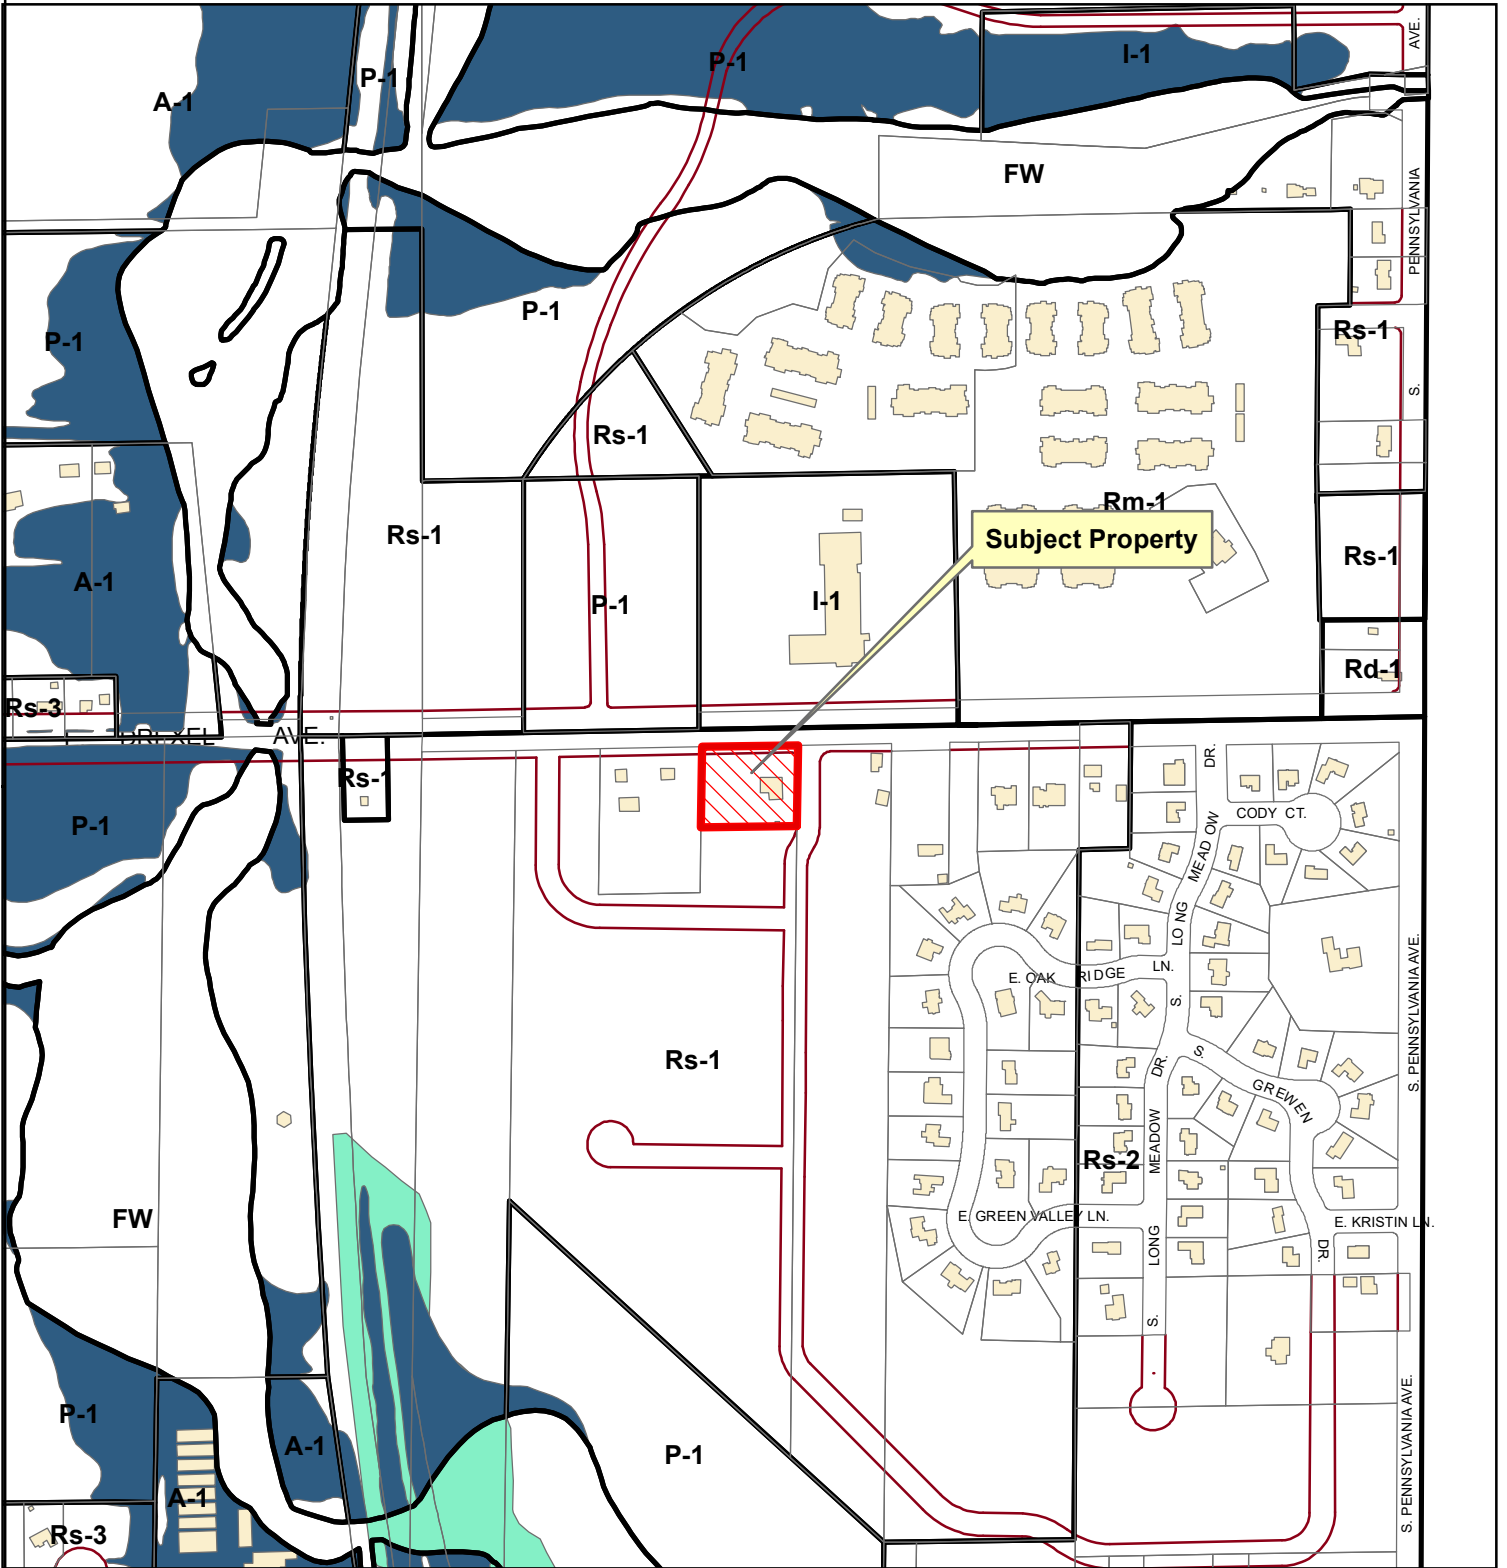 AVE.
P-1
I-1
P-1
A-1
FW
PENNSYLVANIA
P-1
Rs-1
P-1
S.
Rs-1
Rm-1
Rs-1
Subject Property
Rs-1
A-1
P-1
I-1
Rd-1
Rs-3
DREXEL AVE.
DR.
Rs-1
CODY CT.
P-1
MEADOW
LONG
S. PENNSYLVANIA AVE.
E. OAK RIDGE LN.
S.
Rs-1
DR.
S. GREWEN
MEADOW
Rs-2
FW
E. GREEN VALLEY LN.
E. KRISTIN LN.
DR.
LONG
S.
P-1
A-1
P-1
S. PENNSYLVANIA AVE.
A-1
Rs-3